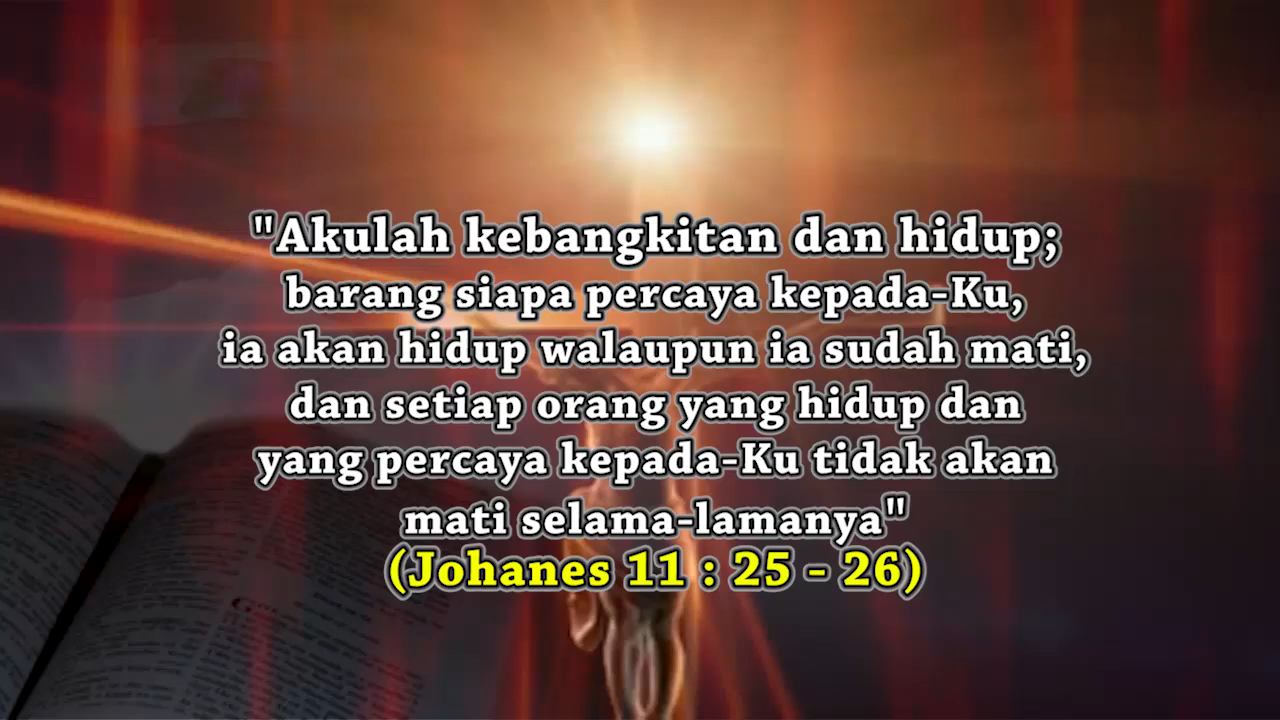 "Akulah kebangkitan dan hidup;
barang siapa percaya kepada-Ku,
ia akan hidup walaupun ia sudah mati,
dan setiap orang yang hidup dan
yang percaya kepada-Ku tidak akan
mati selama-lamanya"
(Johanes 11 : 25 - 26)